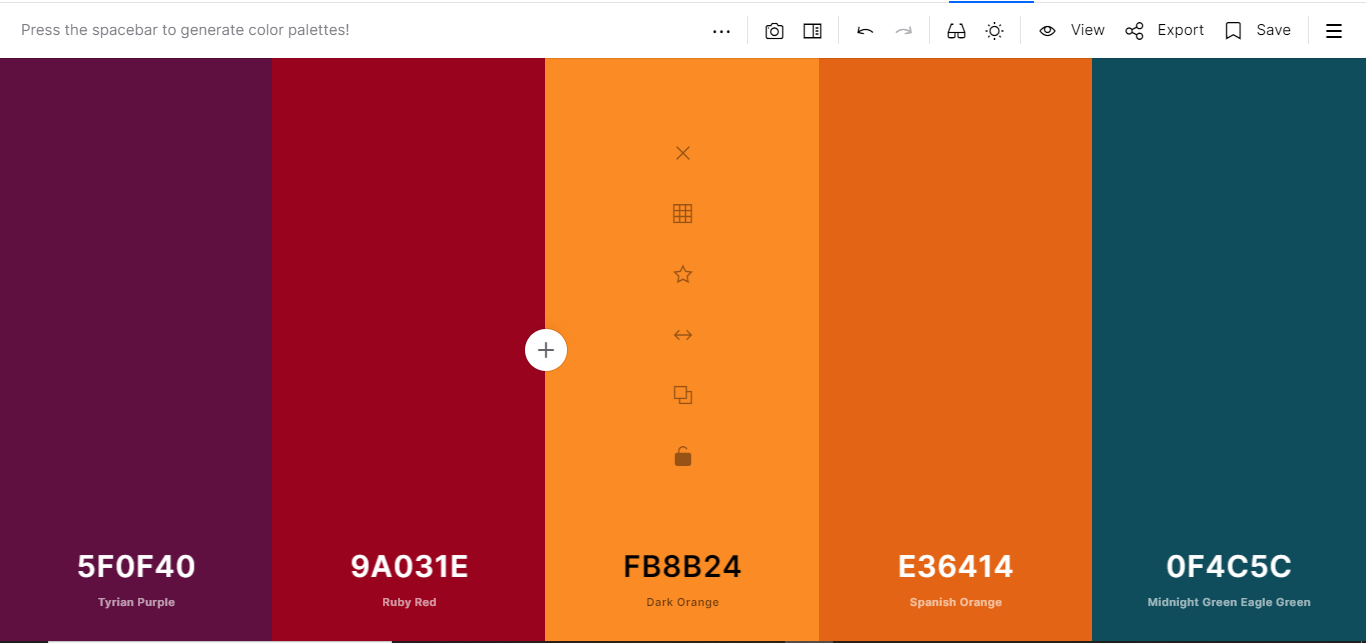 Press the spacebar to generate color palettes!
View
Export
Save
5F0F40
Tyrian Purple
9A031E
Ruby Red
FB8B24
Dark Orange
E36414
Spanish Orange
0F4C5C
Midnight Green Eagle Green